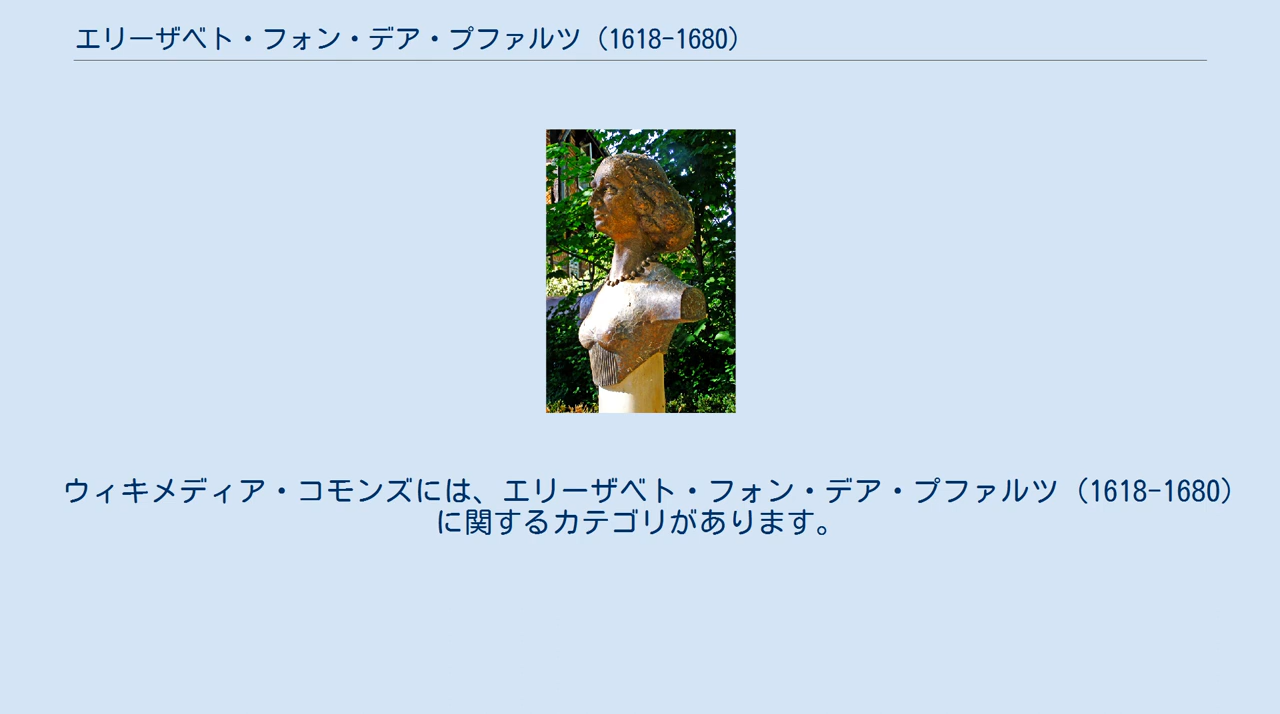 エリーザベト・フォン・デア・プファルツ（1618-1680）
ウィキメディア・コモンズには、エリーザベト・フォン・デア・プファルツ（1618-1680）
に関するカテゴリがあります。